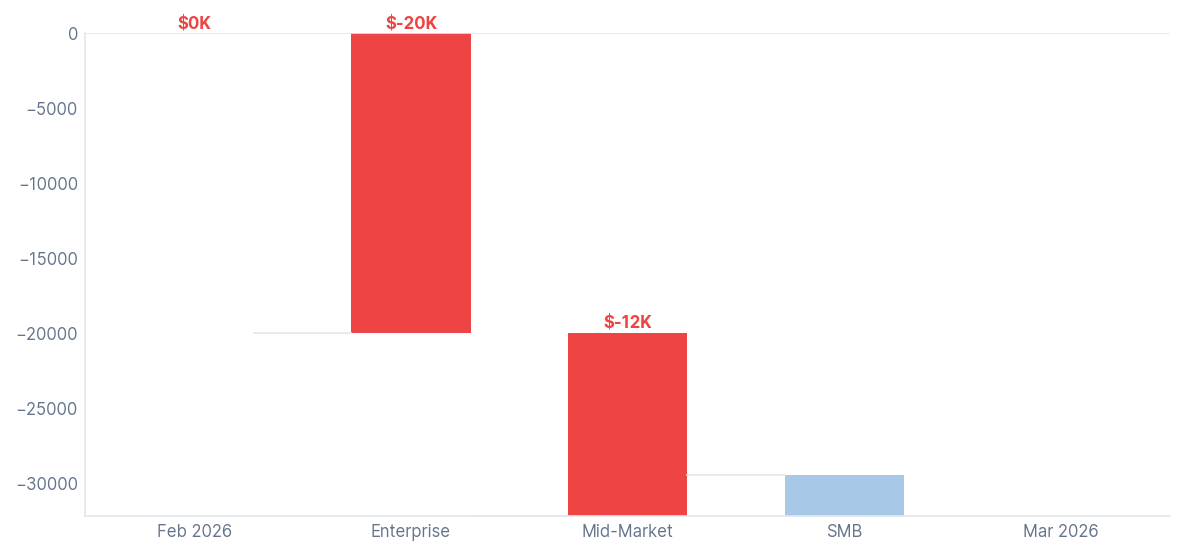 $0K
$-20K
0
−5000
−10000
−15000
−20000
$-12K
−25000
−30000
Feb 2026
Enterprise
Mid-Market
SMB
Mar 2026